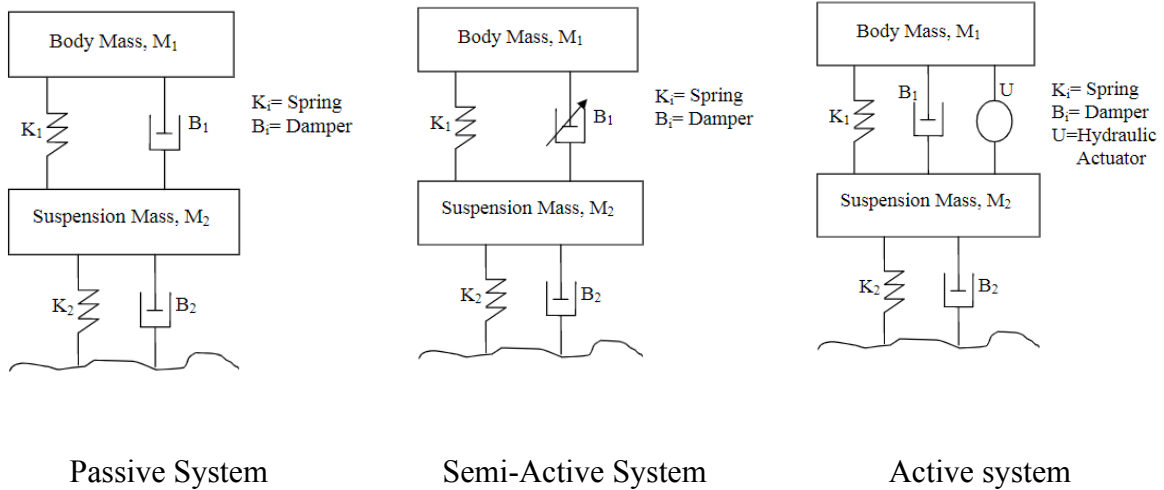 Body Mass, M₁
K₁
B₁
Kᵢ= Spring
Bᵢ= Damper
Suspension Mass, M₂
K₂
B₂
Passive System
Body Mass, M₁
K₁
B₁
Kᵢ= Spring
Bᵢ= Damper
Suspension Mass, M₂
K₂
B₂
Semi-Active System
Body Mass, M₁
K₁
B₁
U
Kᵢ= Spring
Bᵢ= Damper
U=Hydraulic
Actuator
Suspension Mass, M₂
K₂
B₂
Active system